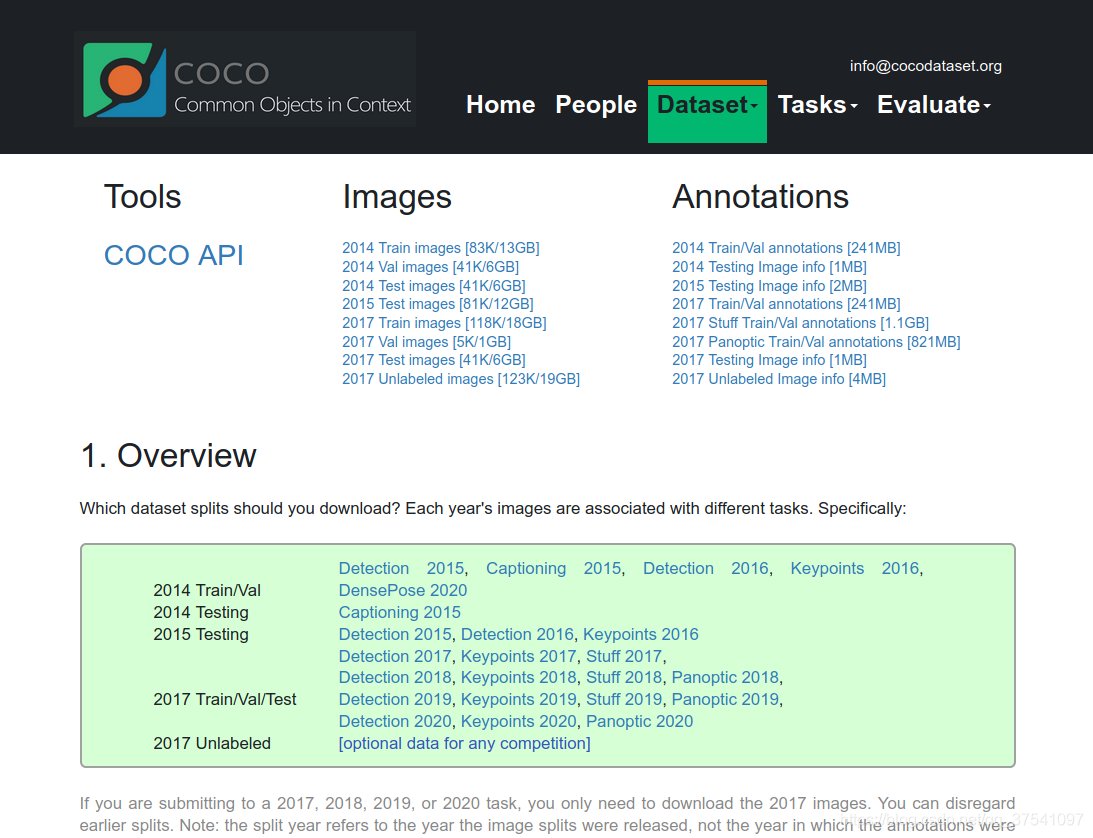 COCO
Common Objects in Context
info@cocodataset.org
Home People Dataset Tasks Evaluate
Tools
COCO API
Images
2014 Train images [83K/13GB]
2014 Val images [41K/6GB]
2014 Test images [41K/6GB]
2015 Test images [81K/12GB]
2017 Train images [118K/18GB]
2017 Val images [5K/1GB]
2017 Test images [41K/6GB]
2017 Unlabeled images [123K/19GB]
Annotations
2014 Train/Val annotations [241MB]
2014 Testing Image info [1MB]
2015 Testing Image info [2MB]
2017 Train/Val annotations [241MB]
2017 Stuff Train/Val annotations [1.1GB]
2017 Panoptic Train/Val annotations [821MB]
2017 Testing Image info [1MB]
2017 Unlabeled Image info [4MB]
1. Overview
Which dataset splits should you download? Each year's images are associated with different tasks. Specifically:
Detection 2015, Captioning 2015, Detection 2016, Keypoints 2016,
2014 Train/Val DensePose 2020
2014 Testing Captioning 2015
2015 Testing Detection 2015, Detection 2016, Keypoints 2016
Detection 2017, Keypoints 2017, Stuff 2017,
Detection 2018, Keypoints 2018, Stuff 2018, Panoptic 2018,
2017 Train/Val/Test Detection 2019, Keypoints 2019, Stuff 2019, Panoptic 2019,
Detection 2020, Keypoints 2020, Panoptic 2020
2017 Unlabeled [optional data for any competition]
If you are submitting to a 2017, 2018, 2019, or 2020 task, you only need to download the 2017 images. You can disregard
earlier splits. Note: the split year refers to the year the image splits were released, not the year in which the annotations were
https://blog.csdn.net/qq_37541097